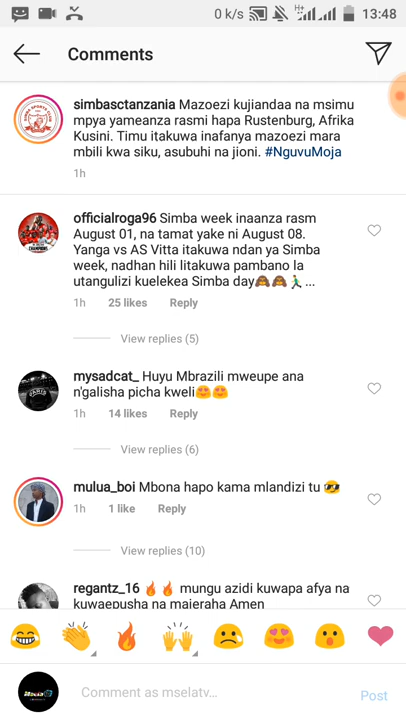 0 k/s
H+
13:48
Comments
simbasctanzania Mazoezi kujiandaa na msimu
mpya yameanza rasmi hapa Rustenburg, Afrika
Kusini. Timu itakuwa inafanya mazoezi mara
mbili kwa siku, asubuhi na jioni. #NguvuMoja
1h
officialroga96 Simba week inaanza rasm
August 01, na tamat yake ni August 08.
Yanga vs AS Vitta itakuwa ndan ya Simba
week, nadhan hili litakuwa pambano la
utangulizi kuelekea Simba day🙈🙈🏃‍♂️...
1h 25 likes Reply
View replies (5)
mysadcat_ Huyu Mbrazili mweupe ana
n'galisha picha kweli😍😍
1h 14 likes Reply
View replies (6)
mulua_boi Mbona hapo kama mlandizi tu 😎
1h 1 like Reply
View replies (10)
regantz_16 🔥🔥 mungu azidi kuwapa afya na
kuwaepusha na majeraha Amen
Comment as mselatv...
Post